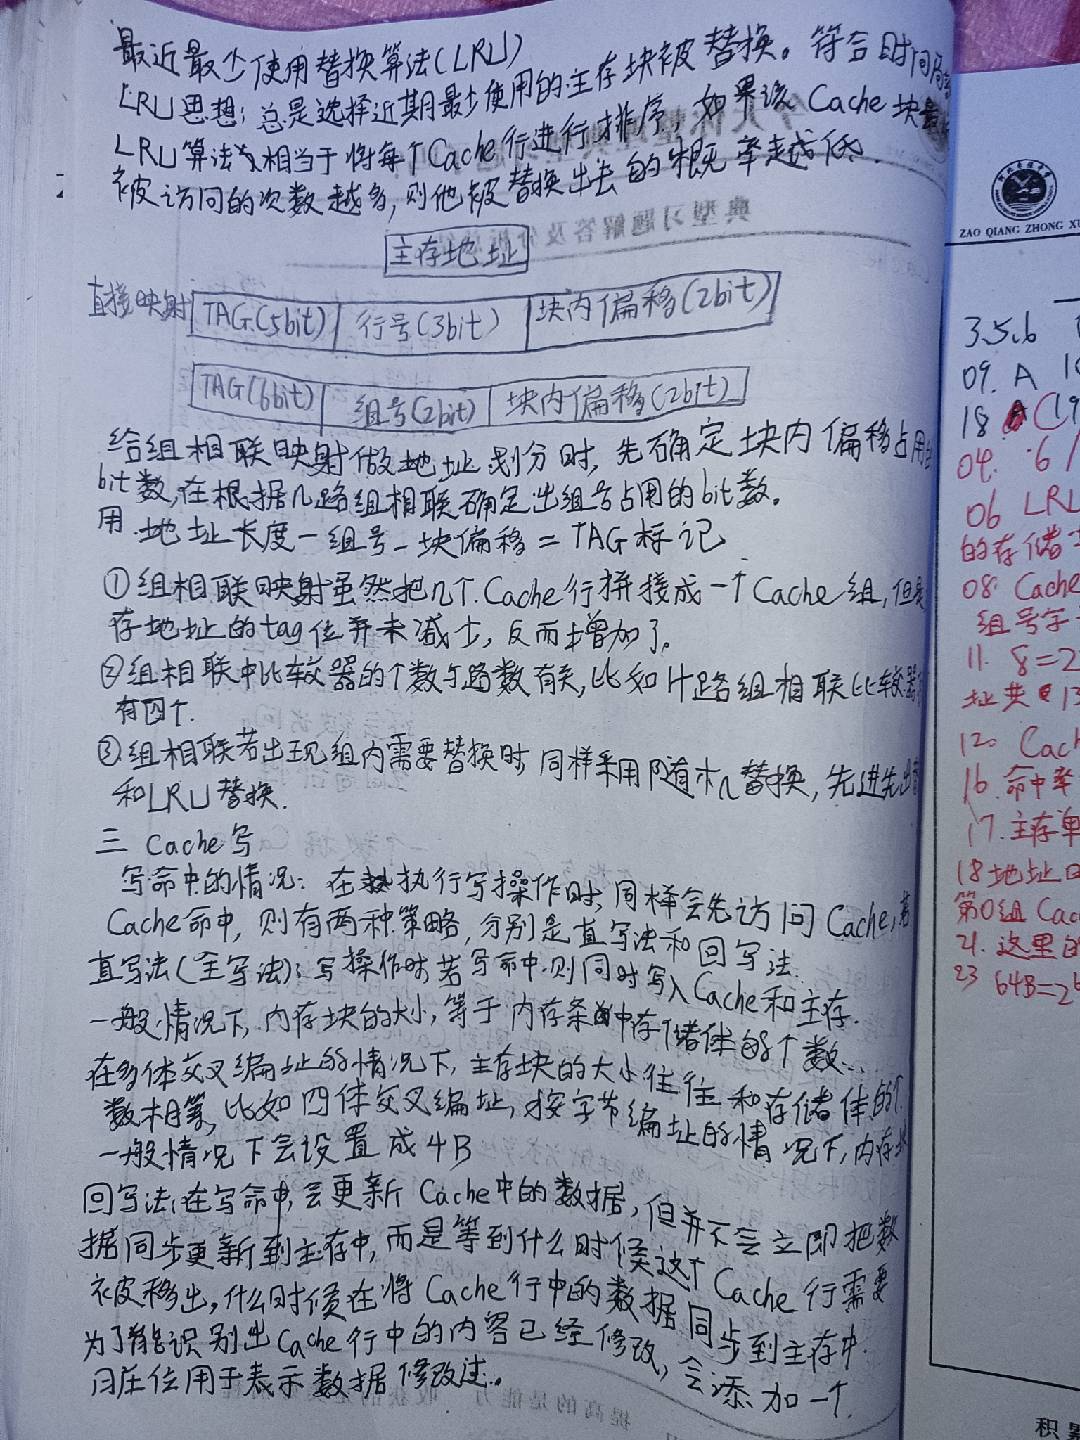 最近最少使用替换算法(LRU)
LRU思想:总是选择近期最少使用的主存块被替换。符合时间局
LRU算法相当于将每个Cache行进行排序,如果该Cache块
被访问的次数越多,则他被替换出去的概率越低.
主存地址
直接映射 TAG(5bit) 行号(3bit) 块内偏移(2bit)
TAG(6bit) 组号(2bit) 块内偏移(2bit)
给组相联映射做地址划分时,先确定块内偏移占用
bit数,在根据几路组相联确定出组号占用的bit数。
用地址长度-组号-块偏移=TAG标记
①组相联映射虽然把几个Cache行拼接成一个Cache组,但
存地址的tag位并未减少,反而增加了。
②组相联中比较器的个数与路数有关,比如4路组相联比较器
有四个.
③组相联若出现组内需要替换时,同样采用随机替换,先进先出
和LRU替换.
三 Cache写
写命中的情况:在执行写操作时,同样会先访问Cache,若
Cache命中,则有两种策略,分别是直写法和回写法.
直写法(全写法):写操作时若写命中.则同时写入Cache和主存.
一般情况下,内存块的大小,等于内存条中存储体的个数.
在多体交叉编址的情况下,主存块的大小往往和存储体的个
数相等,比如四体交叉编址,按字节编址的情况下,内存块
一般情况下会设置成4B
回写法:在写命中,会更新Cache中的数据,但并不会立即把数
据同步更新到主存中,而是等到什么时候这个Cache行需要
被移出,什么时候在将Cache行中的数据同步到主存中.
为了能识别出Cache行中的内容已经修改,会添加一个
位用于表示数据修改过。
ZAO QIANG ZHONG XU
3.5.6
09. A
18
04. 6
06 LRU
的存储
08. Cache
组号字
11. 8=2
址共 13
12. Cach
16. 命中率
17. 主存单
18 地址
第0组 Cac
21. 这里的
23 64B=2
积累